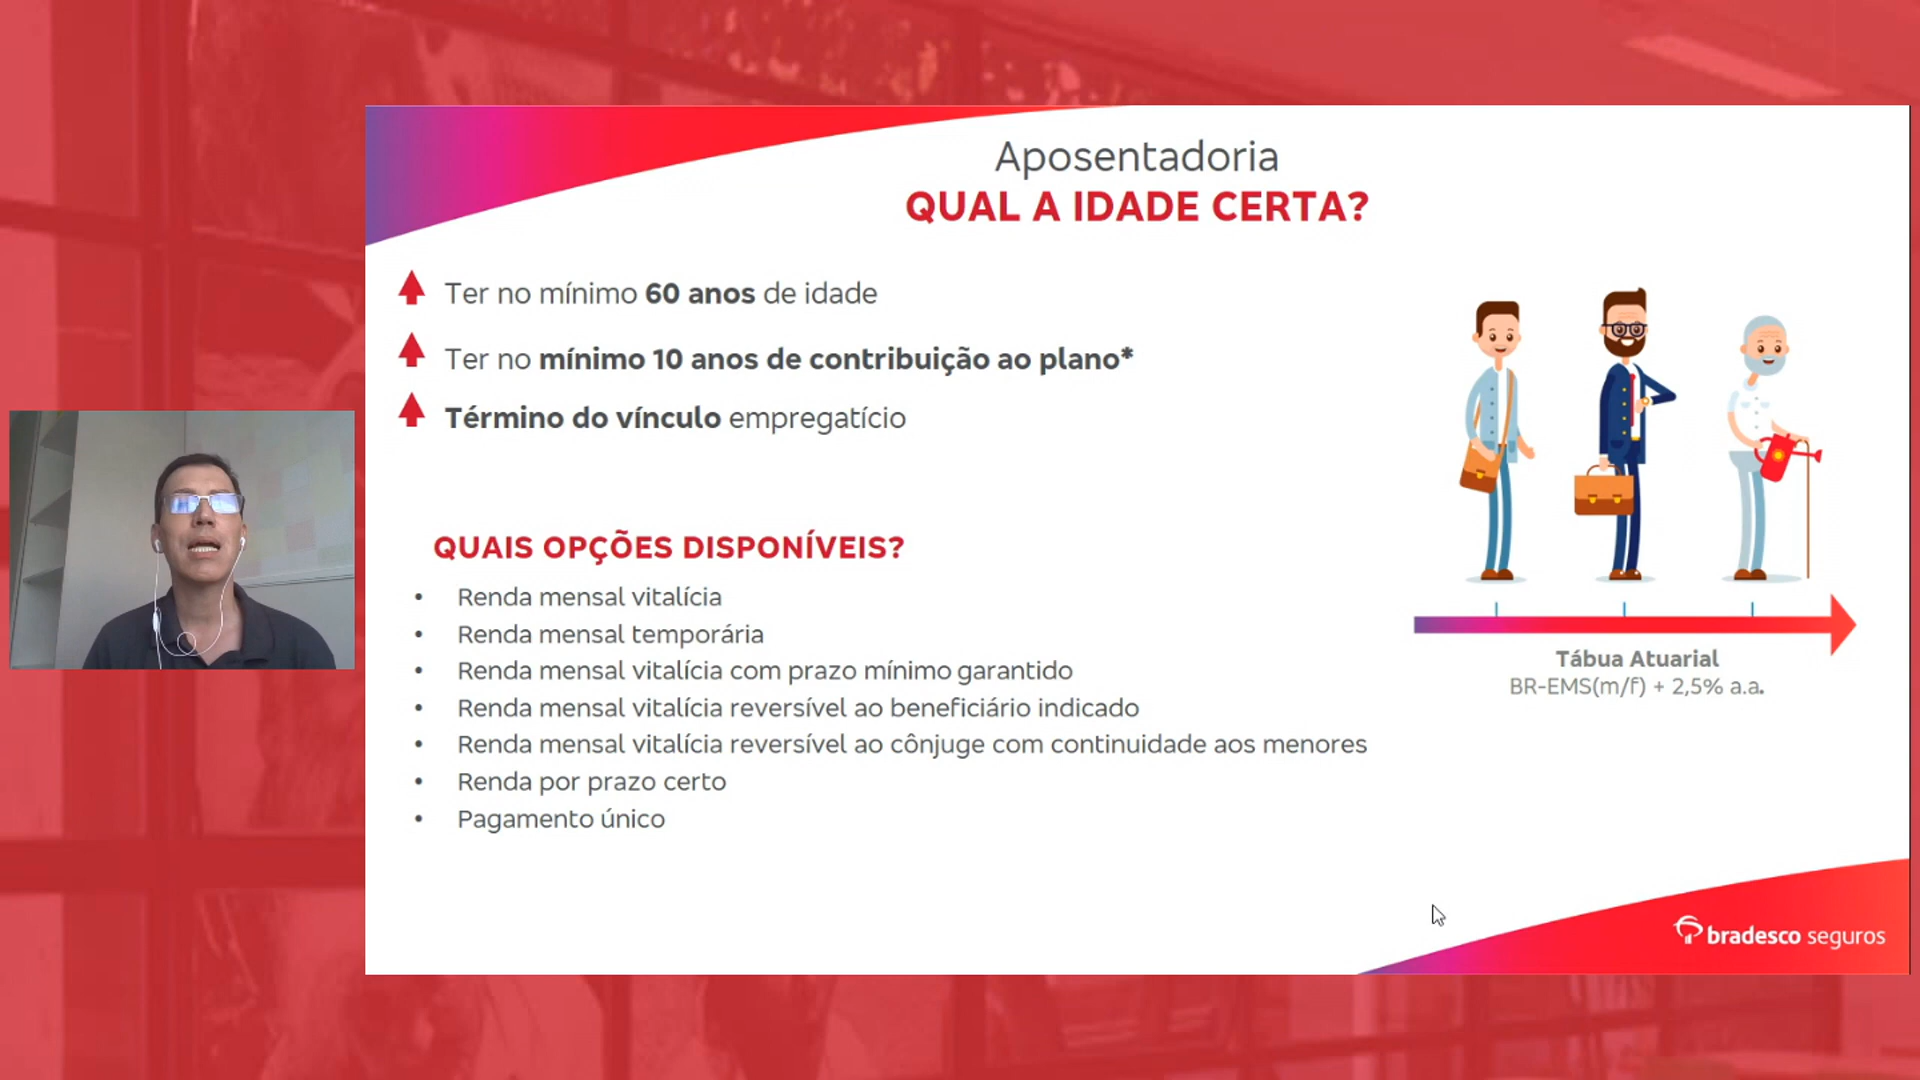 Aposentadoria
QUAL A IDADE CERTA?
Ter no mínimo 60 anos de idade
Ter no mínimo 10 anos de contribuição ao plano*
Término do vínculo empregatício
QUAIS OPÇÕES DISPONÍVEIS?
• Renda mensal vitalícia
• Renda mensal temporária
• Renda mensal vitalícia com prazo mínimo garantido
• Renda mensal vitalícia reversível ao beneficiário indicado
• Renda mensal vitalícia reversível ao cônjuge com continuidade aos menores
• Renda por prazo certo
• Pagamento único
Tábua Atuarial
BR-EMS(m/f) + 2,5% a.a.
bradesco seguros